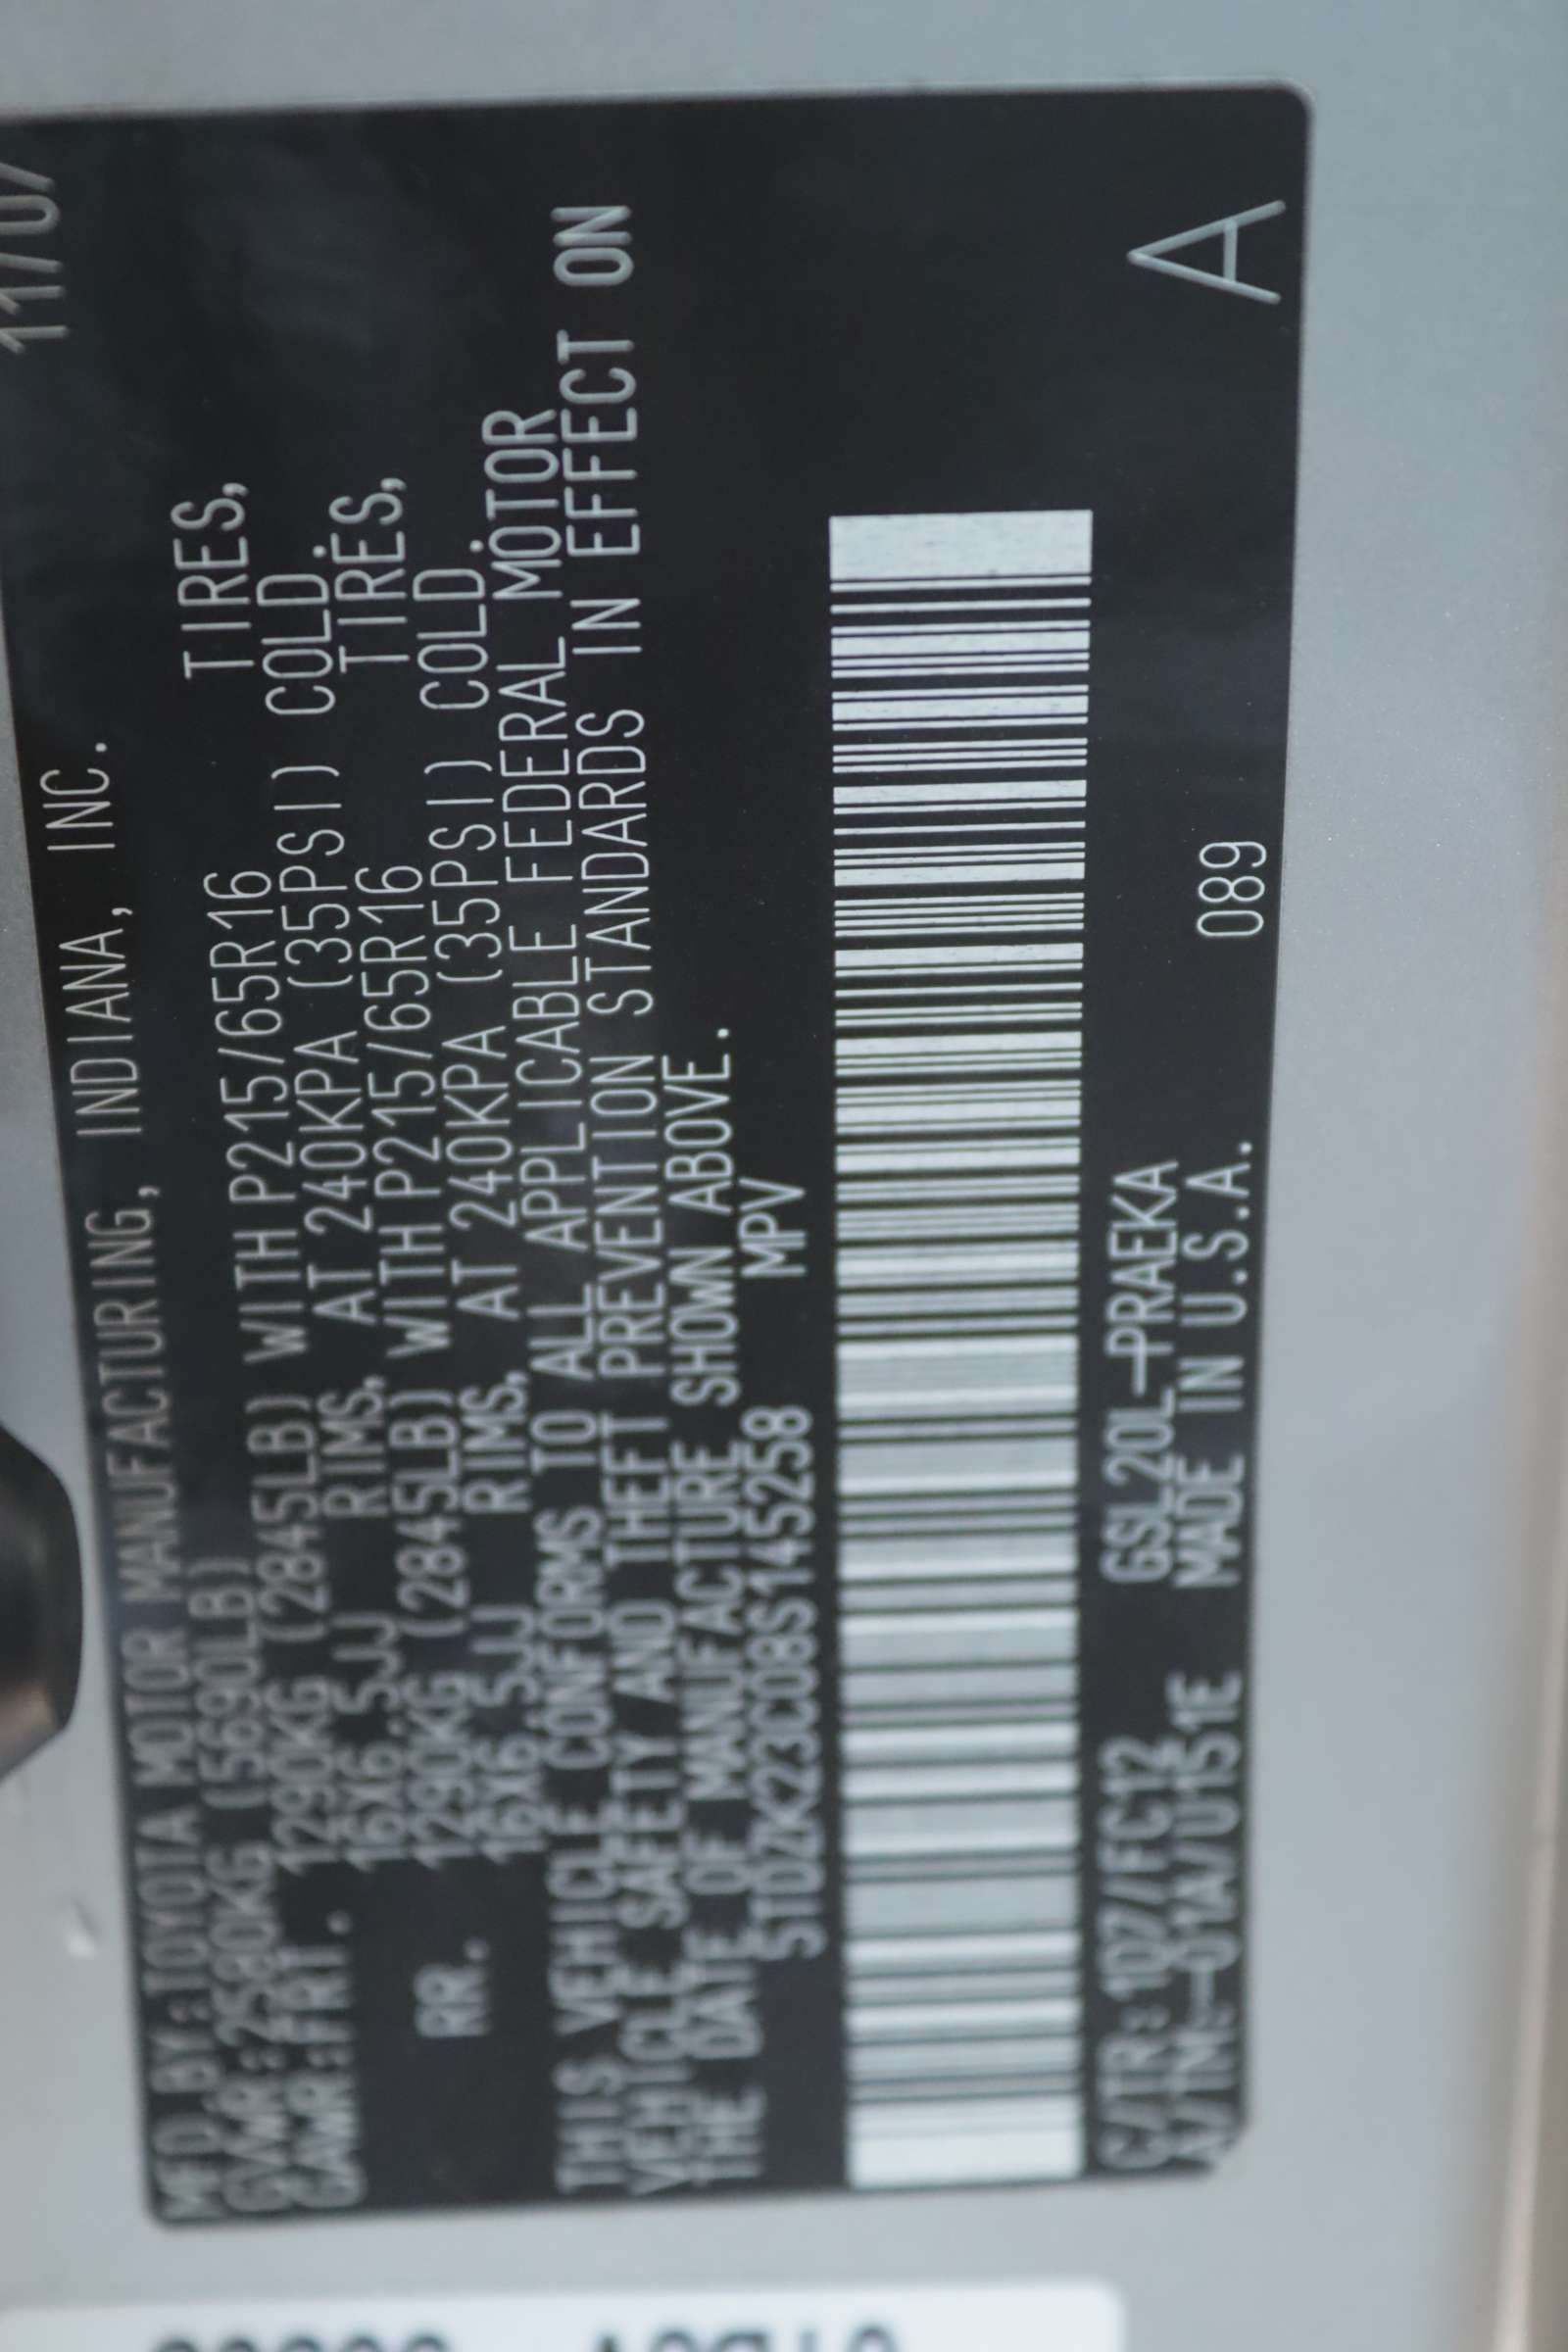 11/07
MFD BY:TOYOTA MOTOR MANUFACTURING, INDIANA, INC.
GVWR:2580KG (5690LB)
GAWR:FRT. 1290KG (2845LB) WITH P215/65R16 TIRES,
16X6.5JJ RIMS, AT 240KPA (35PSI) COLD.
RR. 1290KG (2845LB) WITH P215/65R16 TIRES,
16X6.5JJ RIMS, AT 240KPA (35PSI) COLD.
THIS VEHICLE CONFORMS TO ALL APPLICABLE FEDERAL MOTOR
VEHICLE SAFETY AND THEFT PREVENTION STANDARDS IN EFFECT ON
THE DATE OF MANUFACTURE SHOWN ABOVE.
5TDZK23C08S145258 MPV
C/TR:1D7/FC12 GSL20L-PRAEKA
A/TM:-01A/U151E MADE IN U.S.A. 089 A